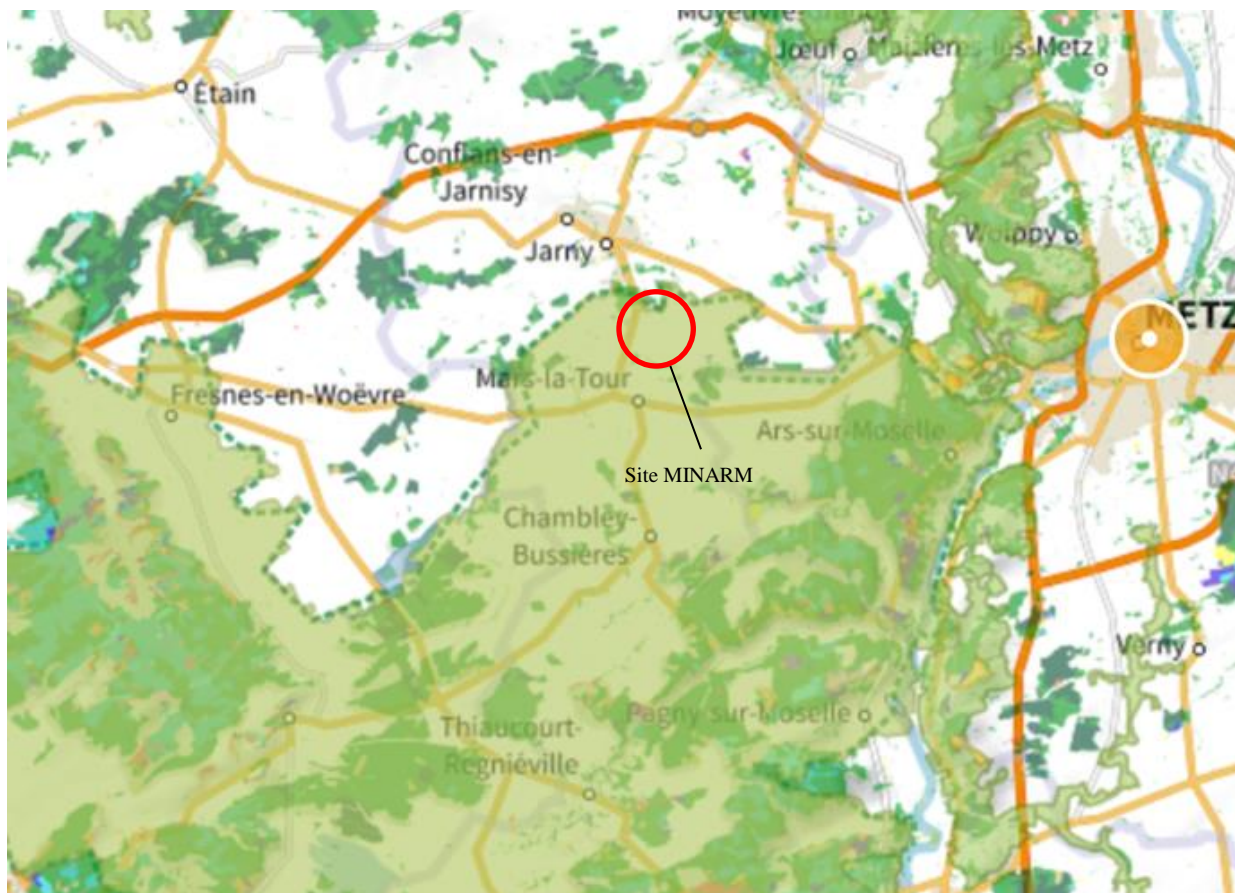 Jœuf
Maizières-lès-Metz
Étain
Conflans-en-
Jarnisy
Jarny
Woippy
METZ
Mars-la-Tour
Fresnes-en-Woëvre
Ars-sur-Moselle
Site MINARM
Chambley-
Bussières
Verny
Pagny-sur-Moselle
Thiaucourt-
Regniéville